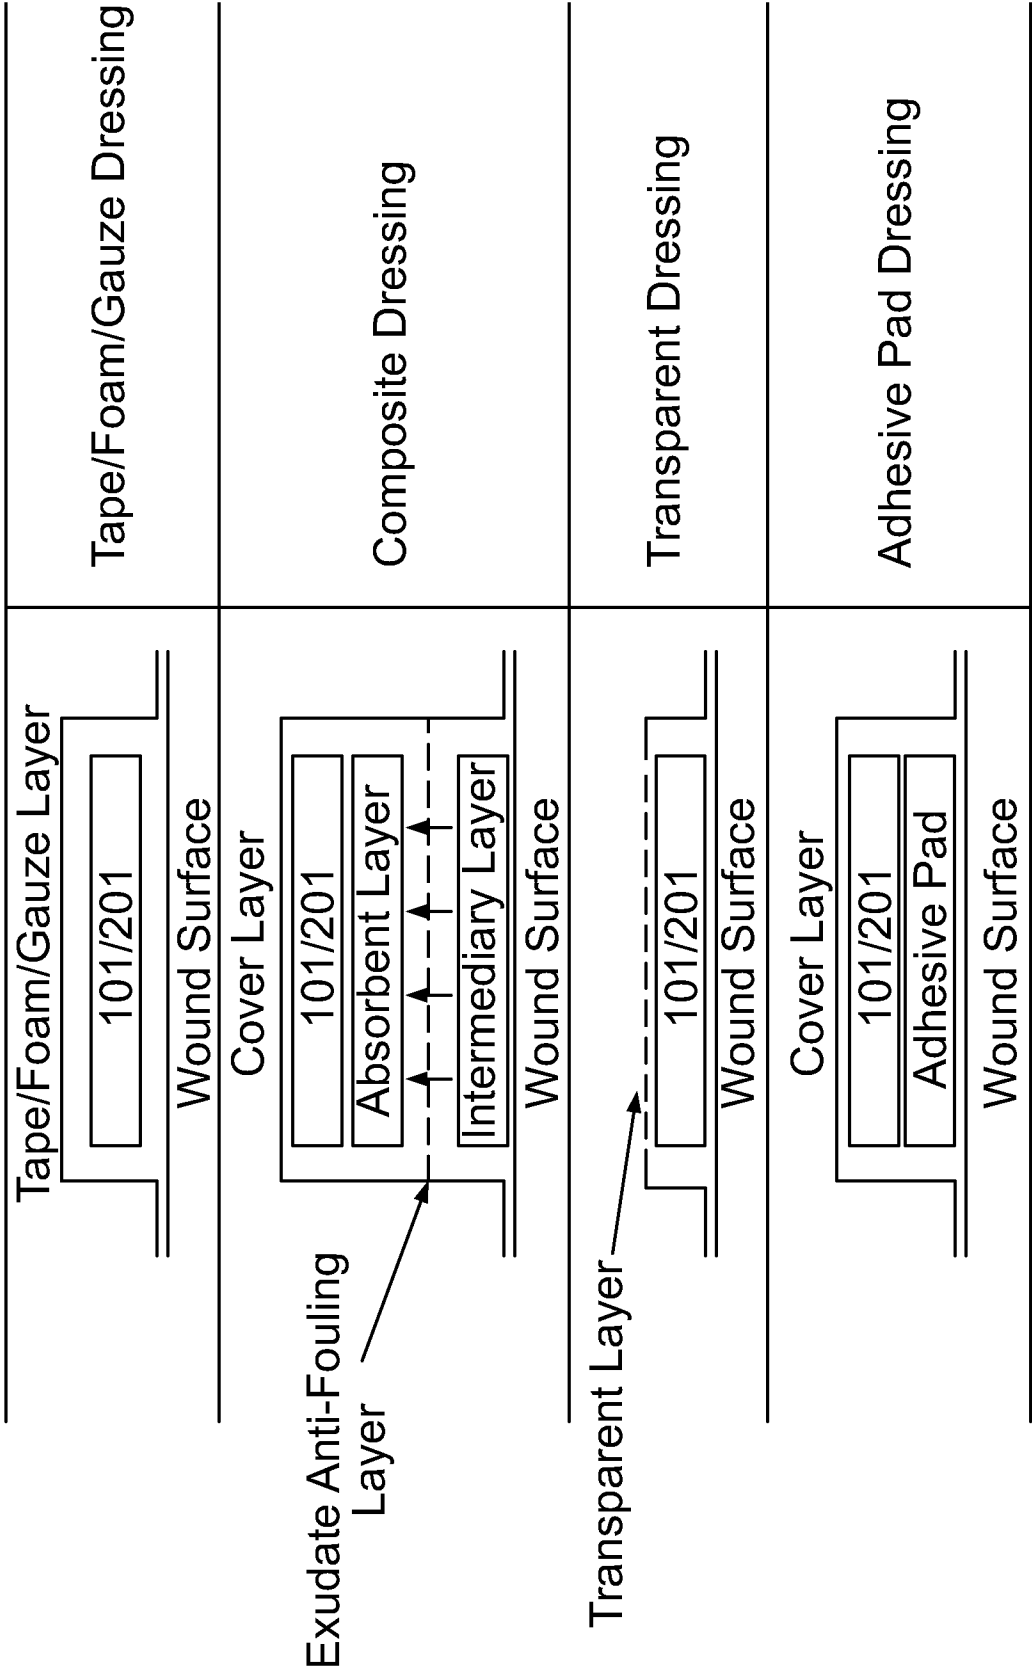 Tape/Foam/Gauze Layer
101/201
Wound Surface
Tape/Foam/Gauze Dressing
Cover Layer
101/201
Absorbent Layer
Intermediary Layer
Wound Surface
Exudate Anti-Fouling
Layer
Composite Dressing
Transparent Layer
101/201
Wound Surface
Transparent Dressing
Cover Layer
101/201
Adhesive Pad
Wound Surface
Adhesive Pad Dressing